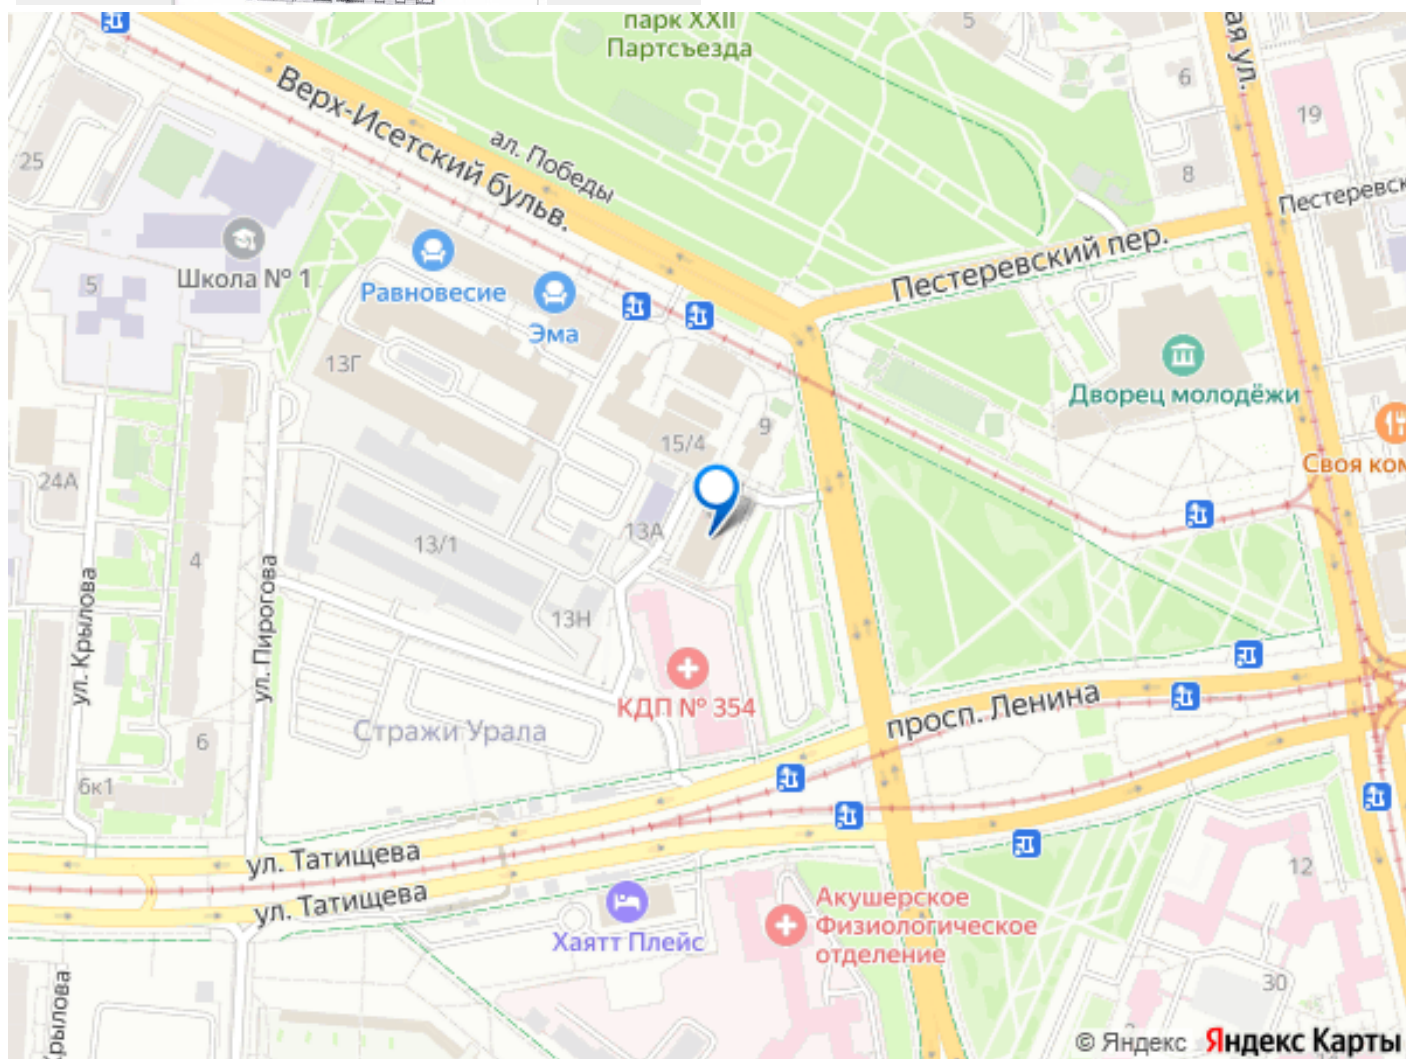 парк XXII
Партсъезда
5
ая ул.
6
Верх-Исетский бульв.
19
ал. Победы
25
8
Пестеревск
Школа № 1
Пестеревский пер.
5
Равновесие
Эма
13Г
Дворец молодёжи
9
15/4
Своя ком
24А
13А
13/1
4
ул. Крылова
ул. Пирогова
13Н
КДП № 354
просп. Ленина
Стражи Урала
6
6к1
ул. Татищева
12
ул. Татищева
Акушерское
Физиологическое
отделение
Хаятт Плейс
30
Крылова
© Яндекс Яндекс Карты